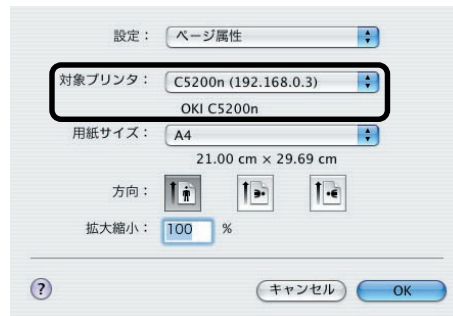 設定： ページ属性
対象プリンタ： C5200n (192.168.0.3)
OKI C5200n
用紙サイズ： A4
21.00 cm × 29.69 cm
方向：
拡大縮小： 100 %
? キャンセル OK